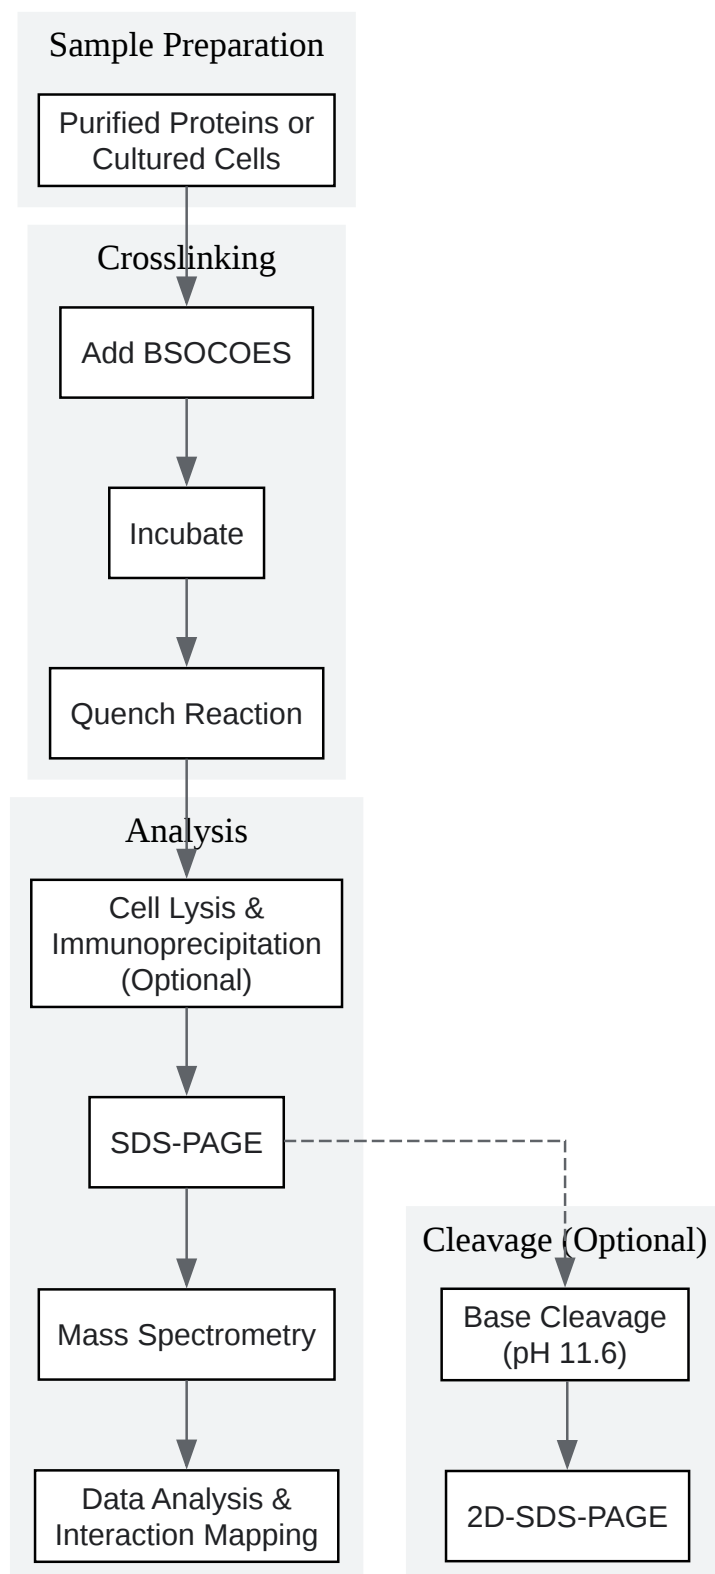 Sample Preparation
Purified Proteins or
Cultured Cells
Crosslinking
Add BSOCOES
Incubate
Quench Reaction
Analysis
Cell Lysis &
Immunoprecipitation
(Optional)
SDS-PAGE
Mass Spectrometry
Data Analysis &
Interaction Mapping
Cleavage (Optional)
Base Cleavage
(pH 11.6)
2D-SDS-PAGE